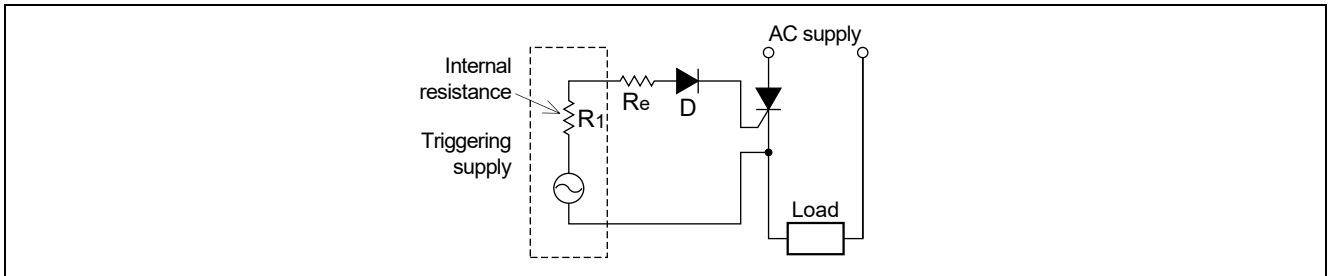 AC supply
Internal
resistance
Re
D
R1
Triggering
supply
Load